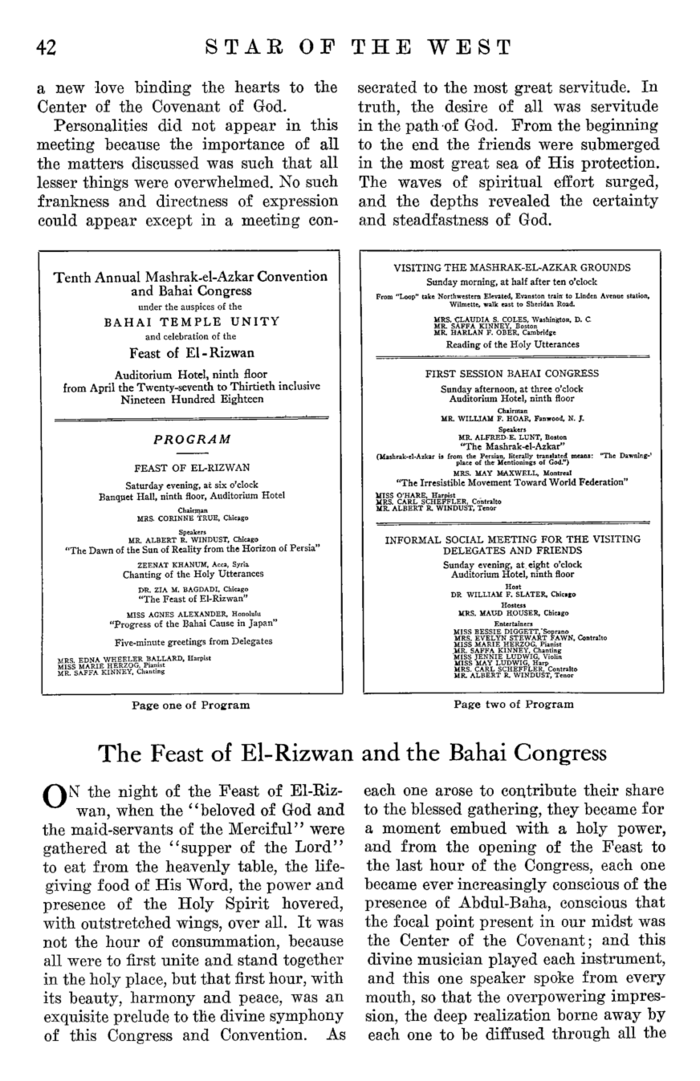 42
STAR OF THE WEST
a new love binding the hearts to the
Center of the Covenant of God.
Personalities did not appear in this
meeting because the importance of all
the matters discussed was such that all
lesser things were overwhelmed. No such
frankness and directness of expression
could appear except in a meeting con-
secrated to the most great servitude. In
truth, the desire of all was servitude
in the path of God. From the beginning
to the end the friends were submerged
in the most great sea of His protection.
The waves of spiritual effort surged,
and the depths revealed the certainty
and steadfastness of God.
Tenth Annual Mashrak-el-Azkar Convention
and Bahai Congress
under the auspices of the
BAHAI TEMPLE UNITY
and celebration of the
Feast of El-Rizwan
Auditorium Hotel, ninth floor
from April the Twenty-seventh to Thirtieth inclusive
Nineteen Hundred Eighteen
PROGRAM
FEAST OF EL-RIZWAN
Saturday evening, at six o'clock
Banquet Hall, ninth floor, Auditorium Hotel
Chairman
MRS. CORINNE TRUE, Chicago
Speakers
MR. ALBERT R. WINDUST, Chicago
"The Dawn of the Sun of Reality from the Horizon of Persia"
ZEENAT KHANUM, Acca, Syria
Chanting of the Holy Utterances
DR. ZIA M. BAGDADI, Chicago
"The Feast of El-Rizwan"
MISS AGNES ALEXANDER, Honolulu
"Progress of the Bahai Cause in Japan"
Five-minute greetings from Delegates
MRS. EDNA WHEELER BALLARD, Harpist
MISS MARIE HERZOG, Pianist
MR. SAFFA KINNEY, Chanting
Page one of Program
VISITING THE MASHRAK-EL-AZKAR GROUNDS
Sunday morning, at half after ten o'clock
From "Loop" take Northwestern Elevated, Evanston train to Linden Avenue station,
Wilmette, walk east to Sheridan Road.
MRS. CLAUDIA S. COLES, Washington, D. C.
MR. SAFFA KINNEY, Boston
MR. HARLAN F. OBER, Cambridge
Reading of the Holy Utterances
FIRST SESSION BAHAI CONGRESS
Sunday afternoon, at three o'clock
Auditorium Hotel, ninth floor
Chairman
MR. WILLIAM F. HOAR, Fanwood, N. J.
Speakers
MR. ALFRED E. LUNT, Boston
"The Mashrak-el-Azkar"
(Mashrak-el-Azkar is from the Persian, literally translated means: "The Dawning-
place of the Mentionings of God.")
MRS. MAY MAXWELL, Montreal
"The Irresistible Movement Toward World Federation"
MISS O'HARE, Harpist
MRS. CARL SCHEFFLER, Contralto
MR. ALBERT R. WINDUST, Tenor
INFORMAL SOCIAL MEETING FOR THE VISITING
DELEGATES AND FRIENDS
Sunday evening, at eight o'clock
Auditorium Hotel, ninth floor
Host
DR WILLIAM F. SLATER, Chicago
Hostess
MRS. MAUD HOUSER, Chicago
Entertainers
MISS BESSIE DIGGETT, Soprano
MRS. EVELYN STEWART FAWN, Contralto
MISS MARIE HERZOG, Pianist
MR. SAFFA KINNEY, Chanting
MISS JENNIE LUDWIG, Violin
MISS MAY LUDWIG, Harp
MRS. CARL SCHEFFLER, Contralto
MR. ALBERT R. WINDUST, Tenor
Page two of Program
The Feast of El-Rizwan and the Bahai Congress
ON the night of the Feast of El-Riz-
wan, when the "beloved of God and
the maid-servants of the Merciful" were
gathered at the "supper of the Lord"
to eat from the heavenly table, the life-
giving food of His Word, the power and
presence of the Holy Spirit hovered,
with outstretched wings, over all. It was
not the hour of consummation, because
all were to first unite and stand together
in the holy place, but that first hour, with
its beauty, harmony and peace, was an
exquisite prelude to the divine symphony
of this Congress and Convention. As
each one arose to contribute their share
to the blessed gathering, they became for
a moment embued with a holy power,
and from the opening of the Feast to
the last hour of the Congress, each one
became ever increasingly conscious of the
presence of Abdul-Baha, conscious that
the focal point present in our midst was
the Center of the Covenant; and this
divine musician played each instrument,
and this one speaker spoke from every
mouth, so that the overpowering impres-
sion, the deep realization borne away by
each one to be diffused through all the